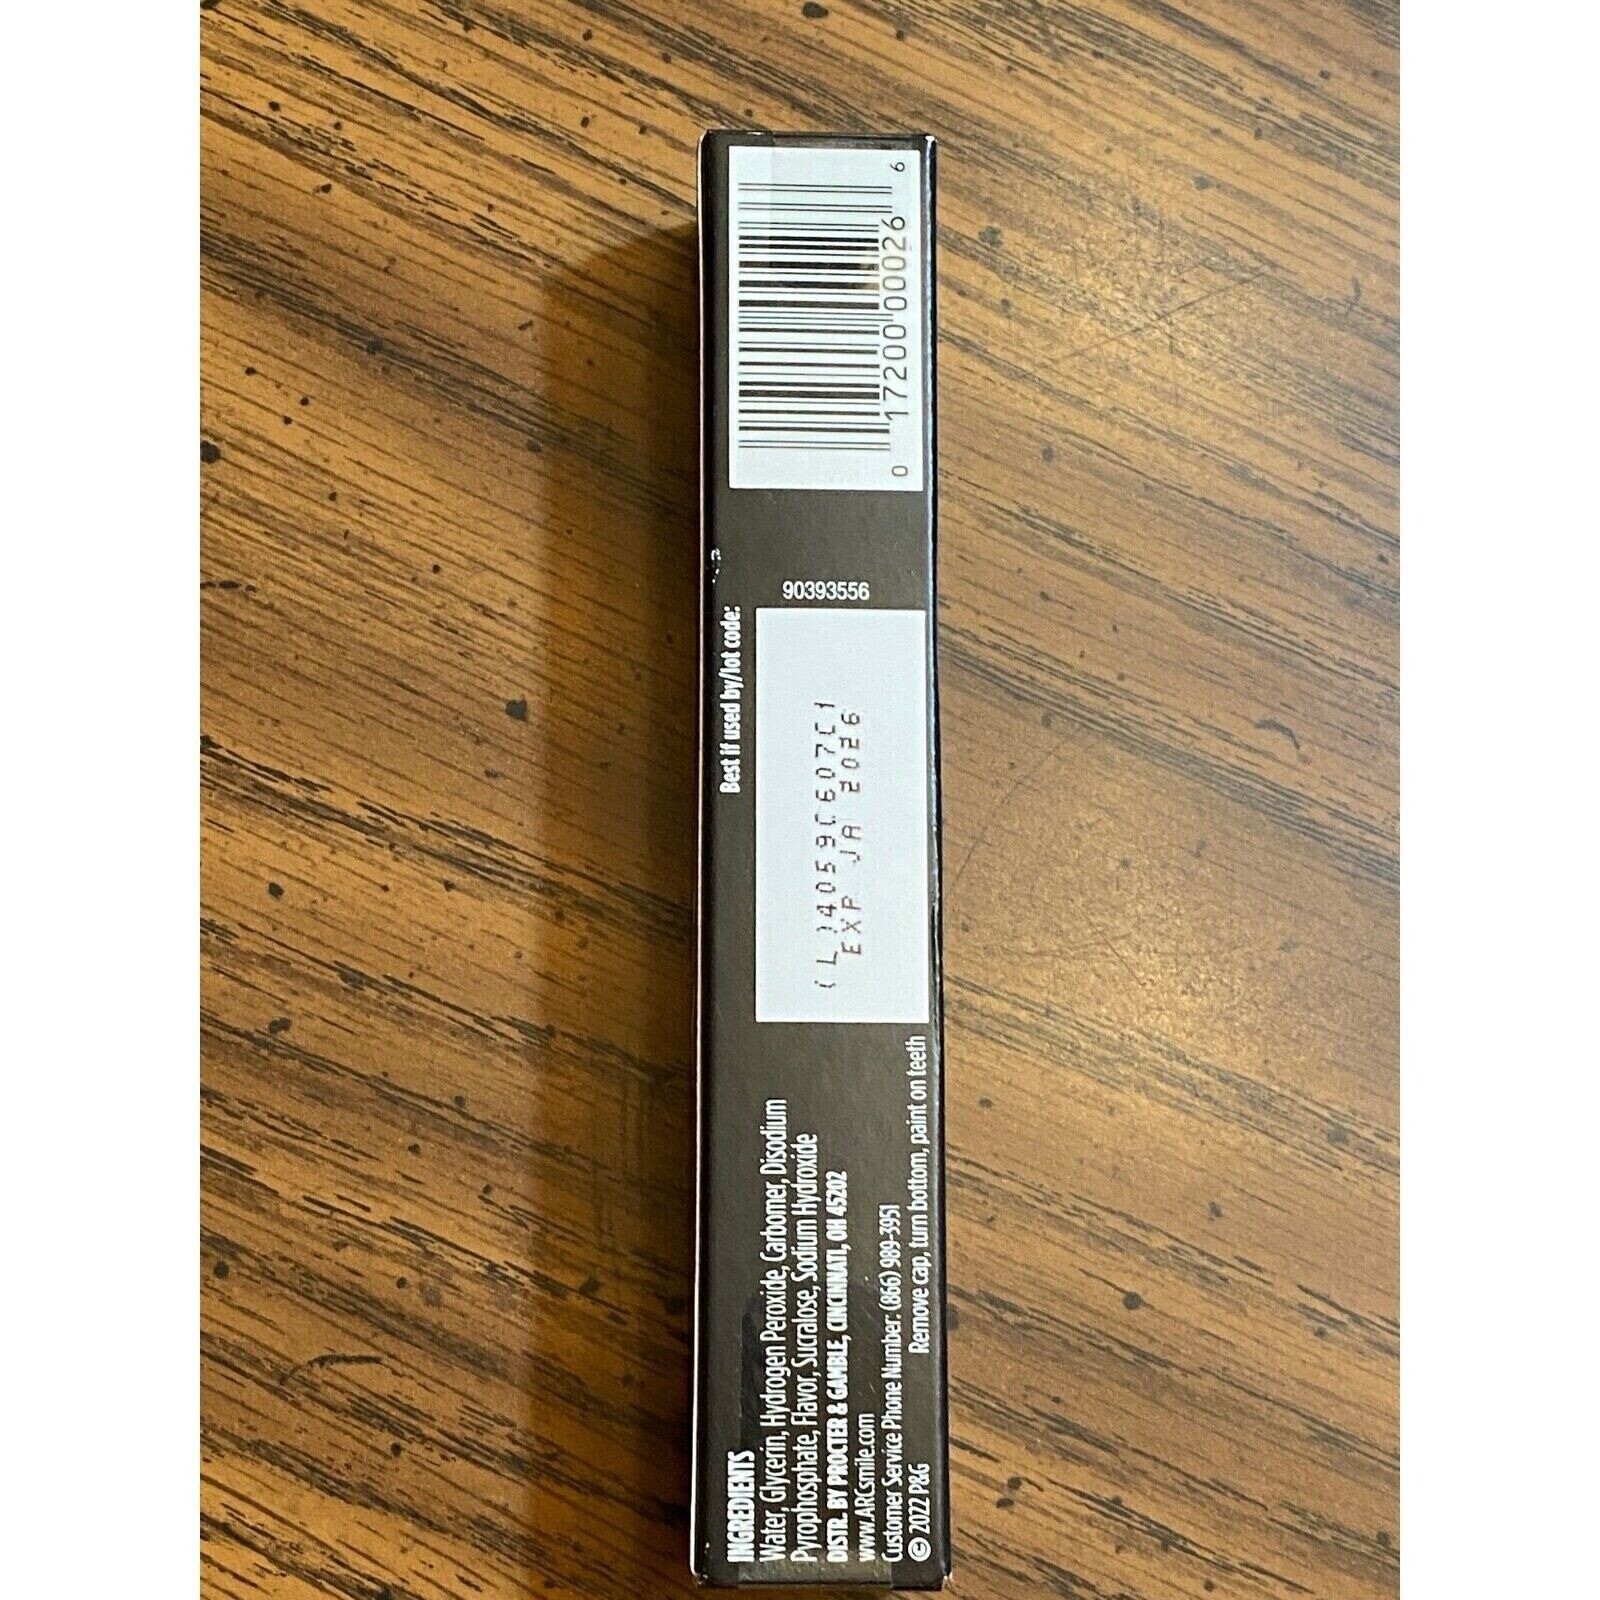 INGREDIENTS
Water, Glycerin, Hydrogen Peroxide, Carbomer, Disodium
Pyrophosphate, Flavor, Sucralose, Sodium Hydroxide
DISTR. BY PROCTER & GAMBLE, CINCINNATI, OH 45202
www.ARCsmile.com
Customer Service Phone Number: (866) 989-3951
© 2022 P&G
Remove cap, turn bottom, paint on teeth
Best if used by/lot code:
(L)4059C607C1
EXP JA 2026
90393556
0 17200 00026 6